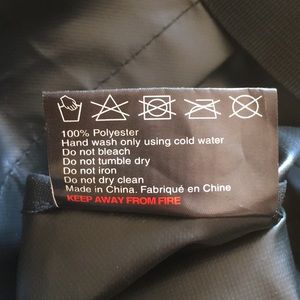 100% Polyester
Hand wash only using cold water
Do not bleach
Do not tumble dry
Do not iron
Do not dry clean
Made in China. Fabriqué en Chine
KEEP AWAY FROM FIRE